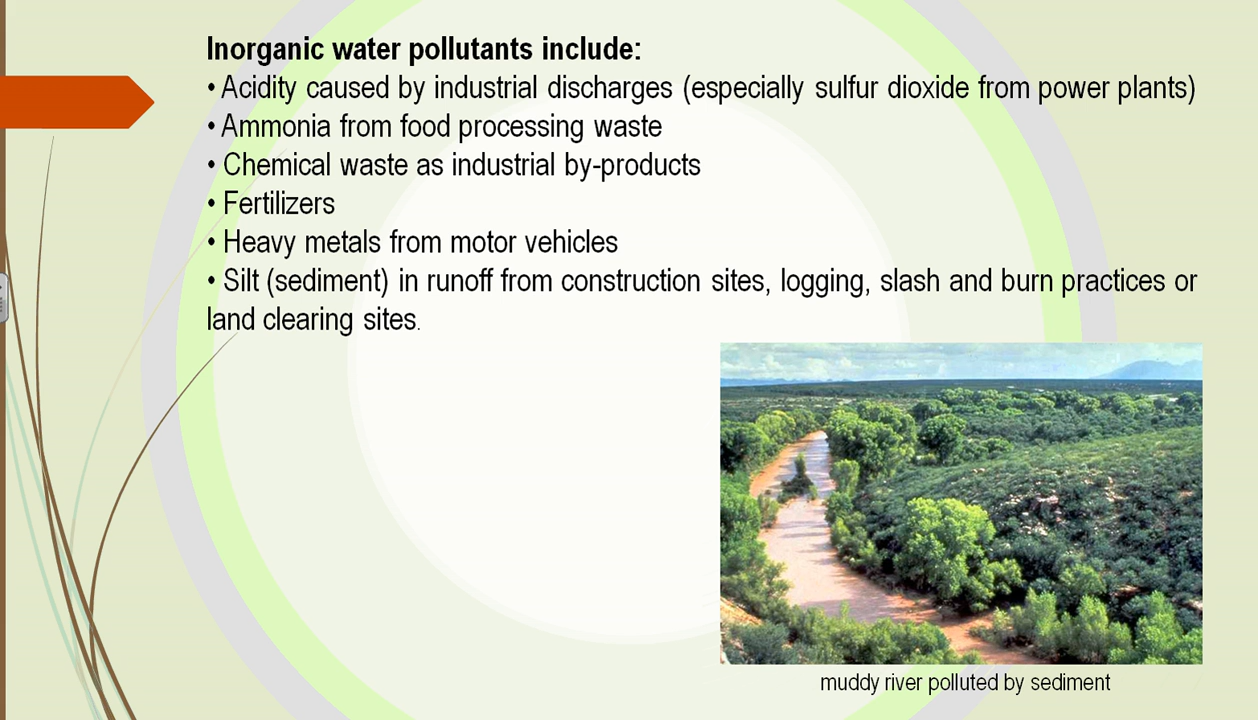 Inorganic water pollutants include:
• Acidity caused by industrial discharges (especially sulfur dioxide from power plants)
• Ammonia from food processing waste
• Chemical waste as industrial by-products
• Fertilizers
• Heavy metals from motor vehicles
• Silt (sediment) in runoff from construction sites, logging, slash and burn practices or
land clearing sites.
muddy river polluted by sediment